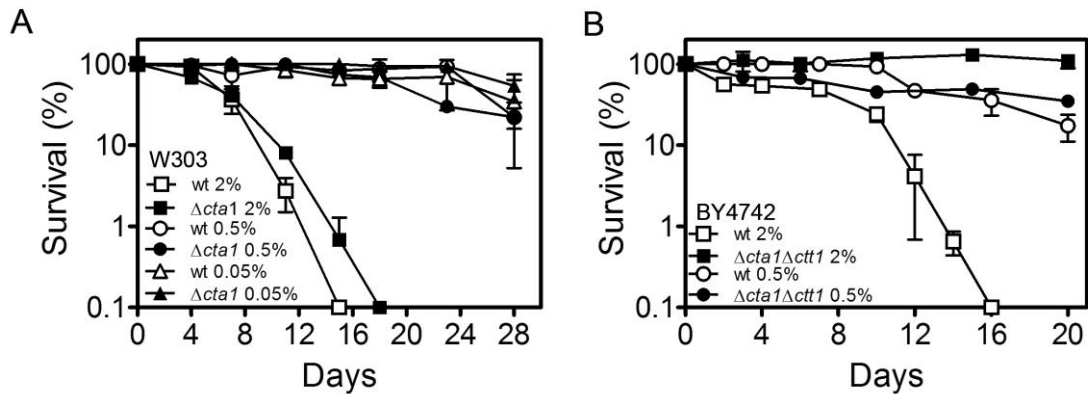 A
Survival (%)
100
10
1
0.1
W303
wt 2%
Δcta1 2%
wt 0.5%
Δcta1 0.5%
wt 0.05%
Δcta1 0.05%
0 4 8 11 16 20 24 28
Days
B
Survival (%)
100
10
1
0.1
BY4742
wt 2%
Δcta1Δctt1 2%
wt 0.5%
Δcta1Δctt1 0.5%
0 4 8 12 16 20
Days